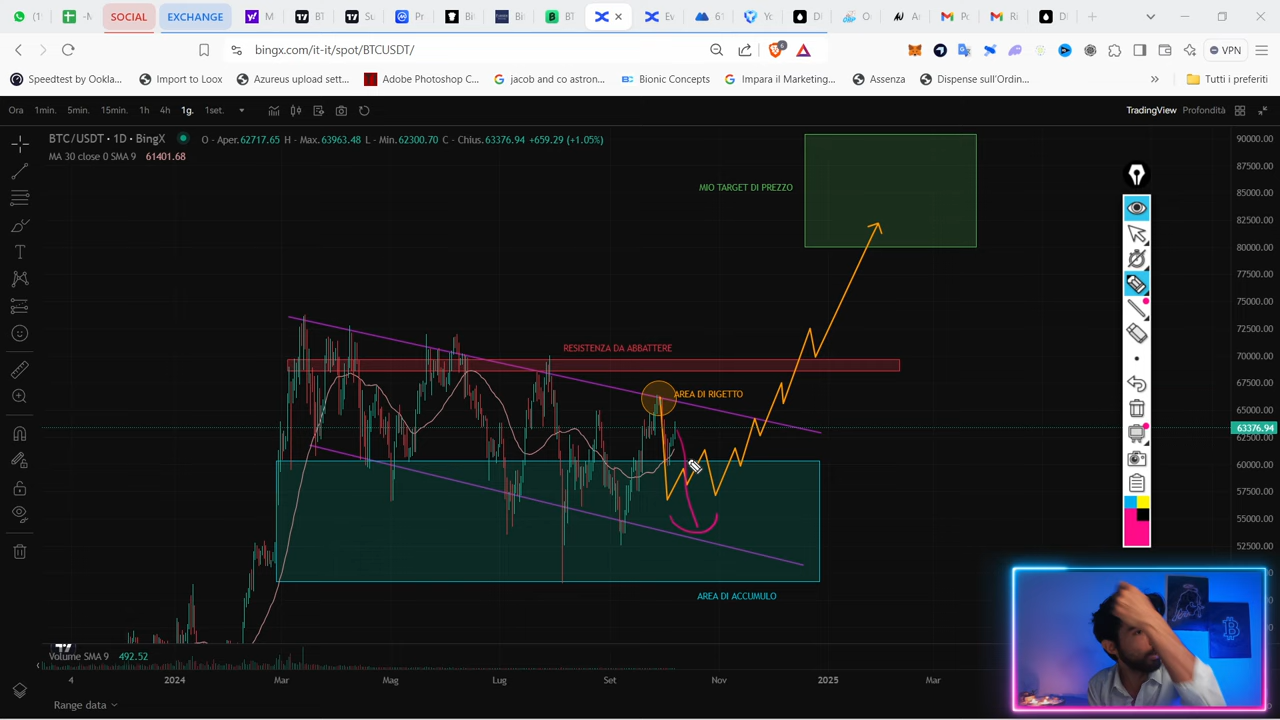 SOCIAL
EXCHANGE
bingx.com/it-it/spot/BTCUSDT/
VPN
Speedtest by Ookla...
Import to Loox
Azureus upload sett...
Adobe Photoshop C...
jacob and co astron...
Bionic Concepts
Impara il Marketing...
Assenza
Dispense sull'Ordin...
Tutti i preferiti
Ora 1min. 5min. 15min. 1h 4h 1g. 1set.
TradingView Profondità
BTC/USDT • 1D • BingX
O - Aper.62717.65 H - Max.63963.48 L - Min.62300.70 C - Chius.63376.94 +659.29 (+1.05%)
MA 30 close 0 SMA 9 61401.68
90000.00
87500.00
MIO TARGET DI PREZZO
85000.00
82500.00
80000.00
77500.00
75000.00
72500.00
RESISTENZA DA ABBATTERE
70000.00
67500.00
AREA DI RIGETTO
65000.00
63376.94
62500.00
60000.00
57500.00
55000.00
52500.00
AREA DI ACCUMULO
Volume SMA 9 492.52
4 2024 Mar Mag Lug Set Nov 2025 Mar
Range data